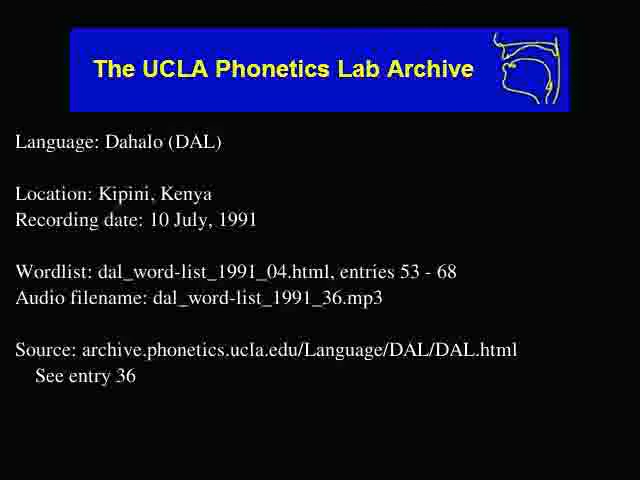 The UCLA Phonetics Lab Archive
Language: Dahalo (DAL)
Location: Kipini, Kenya
Recording date: 10 July, 1991
Wordlist: dal_word-list_1991_04.html, entries 53 - 68
Audio filename: dal_word-list_1991_36.mp3
Source: archive.phonetics.ucla.edu/Language/DAL/DAL.html
See entry 36